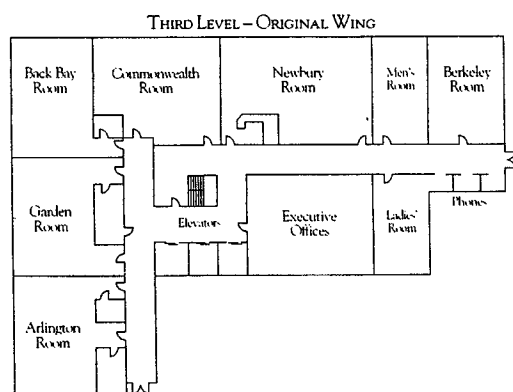 THIRD LEVEL – ORIGINAL WING
Back Bay
Room
Commonwealth
Room
Newbury
Room
Men's
Room
Berkeley
Room
Garden
Room
Elevators
Executive
Offices
Ladies'
Room
Phones
Arlington
Room